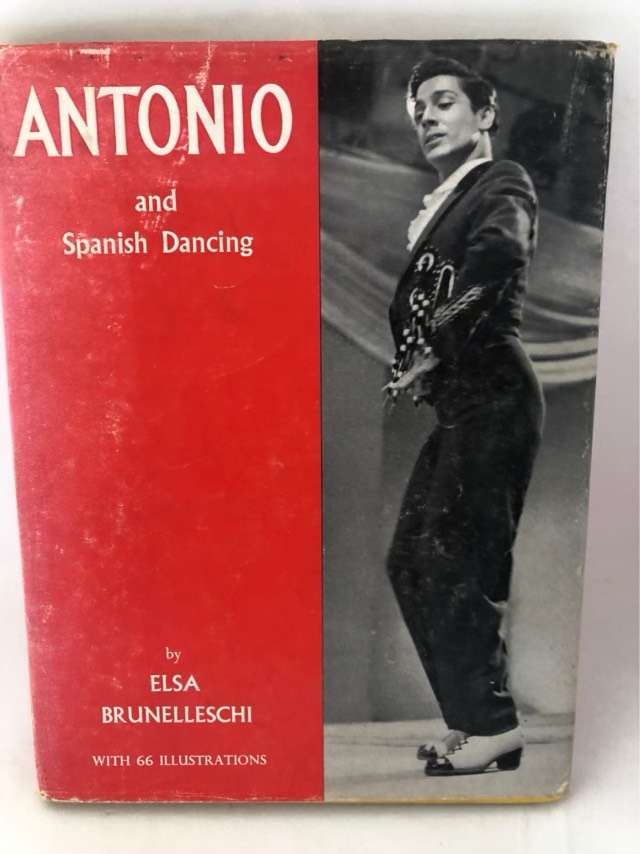 ANTONIO
and
Spanish Dancing
by
ELSA
BRUNELLESCHI
WITH 66 ILLUSTRATIONS